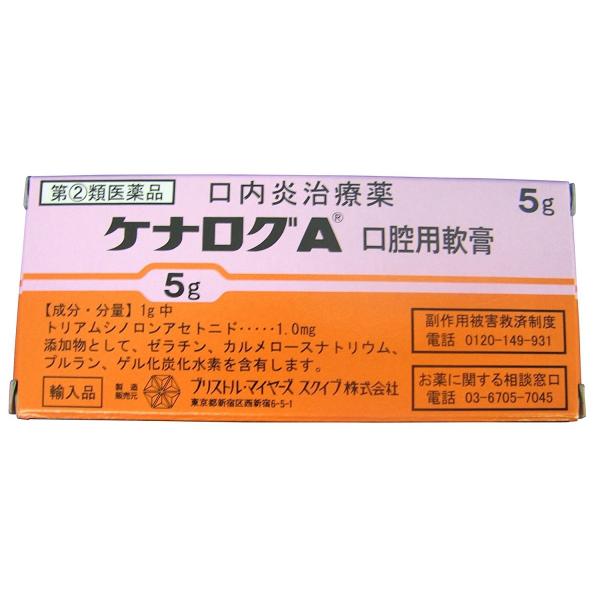 第②類医薬品
口内炎治療薬
5g
ケナログA® 口腔用軟膏
5g
【成分・分量】1g中
トリアムシノロンアセトニド・・・・・1.0mg
添加物として、ゼラチン、カルメロースナトリウム、
プルラン、ゲル化炭化水素を含有します。
輸入品
製造
販売元
ブリストル・マイヤーズ スクイブ株式会社
東京都新宿区西新宿6-5-1
副作用被害救済制度
電話 0120-149-931
お薬に関する相談窓口
電話 03-6705-7045